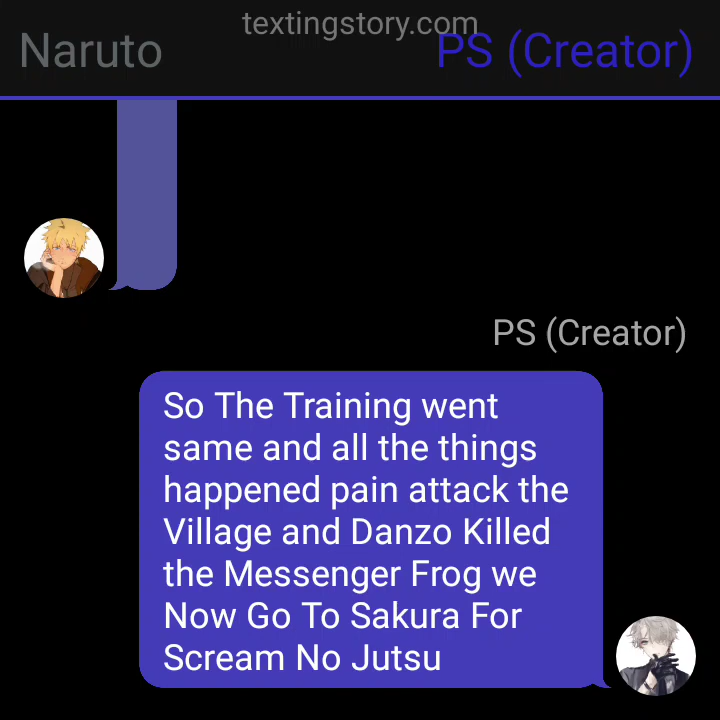 textingstory.com
Naruto
PS (Creator)
PS (Creator)
So The Training went
same and all the things
happened pain attack the
Village and Danzo Killed
the Messenger Frog we
Now Go To Sakura For
Scream No Jutsu